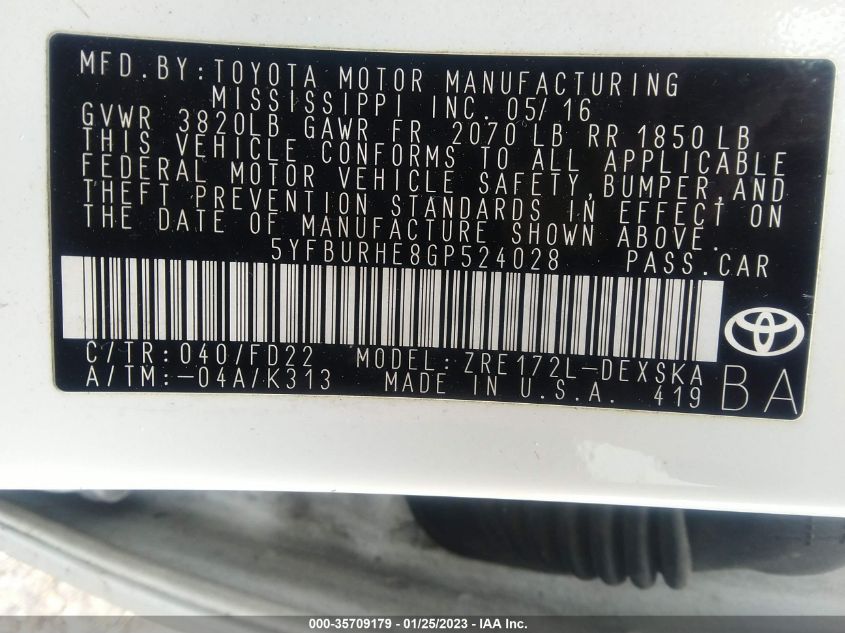 MFD.BY:TOYOTA MOTOR MANUFACTURING
MISSISSIPPI INC. 05/16
GVWR 3820LB GAWR FR 2070 LB RR 1850LB
THIS VEHICLE CONFORMS TO ALL APPLICABLE
FEDERAL MOTOR VEHICLE SAFETY,BUMPER,AND
THEFT PREVENTION STANDARDS IN EFFECT ON
THE DATE OF MANUFACTURE SHOWN ABOVE.
5YFBURHE8GP524028 PASS.CAR
C/TR:040/FD22 MODEL:ZRE172L-DEXSKA
A/TM:-04A/K313 MADE IN U.S.A. 419 BA
000-35709179 - 01/25/2023 - IAA, Inc.